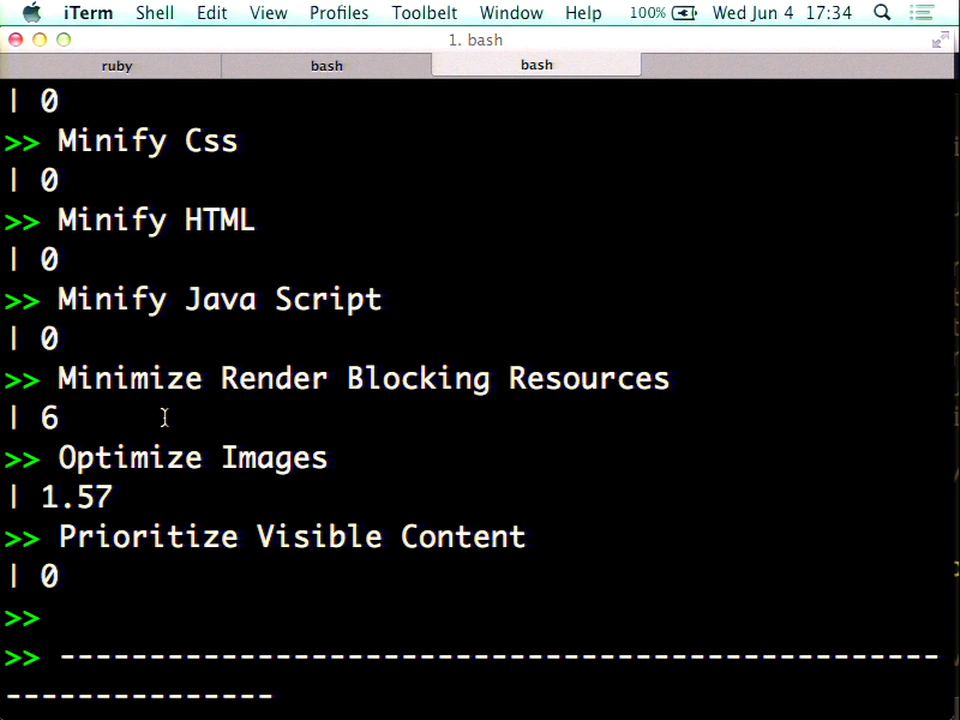 iTerm Shell Edit View Profiles Toolbelt Window Help 100% Wed Jun 4 17:34
1. bash
ruby bash bash
| 0
>> Minify Css
| 0
>> Minify HTML
| 0
>> Minify Java Script
| 0
>> Minimize Render Blocking Resources
| 6
>> Optimize Images
| 1.57
>> Prioritize Visible Content
| 0
>>
>> -------------------------------------------------
---------------